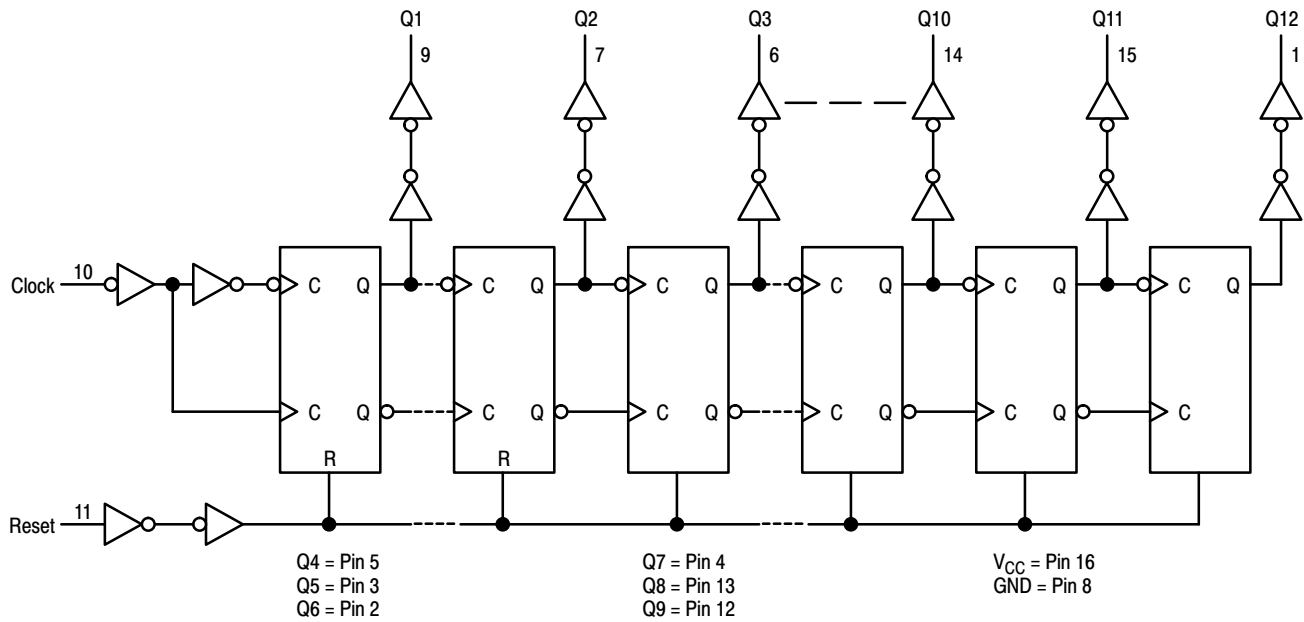 Q1 Q2 Q3 Q10 Q11 Q12
9 7 6 14 15 1
Clock 10 C Q C Q C Q C Q C Q C Q
C Q C Q C Q C Q C Q C
R R
Reset 11
Q4 = Pin 5
Q5 = Pin 3
Q6 = Pin 2
Q7 = Pin 4
Q8 = Pin 13
Q9 = Pin 12
VCC = Pin 16
GND = Pin 8